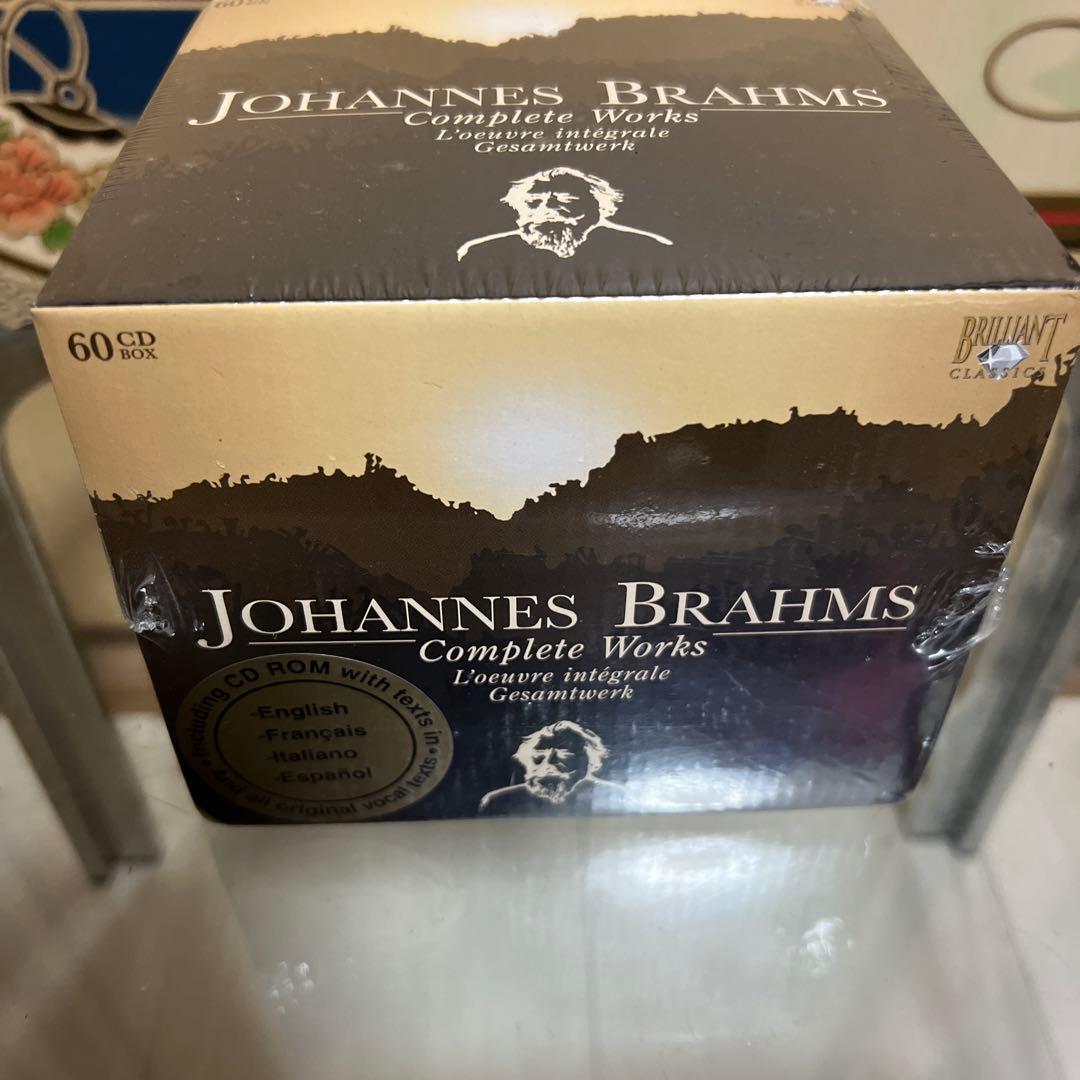 60
JOHANNES BRAHMS
Complete Works
L'oeuvre intégrale
Gesamtwerk
60 CD BOX
BRILLIANT
CLASSICS
JOHANNES BRAHMS
Complete Works
L'oeuvre intégrale
Gesamtwerk
• Including CD ROM with texts in •
-English
-Français
-Italiano
-Español
And all original vocal texts